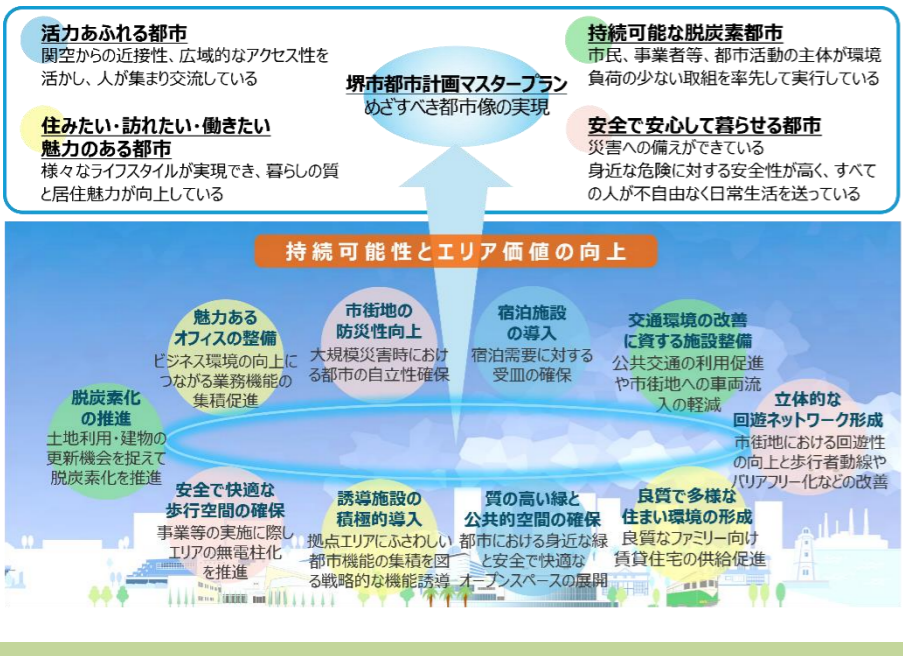 活力あふれる都市
関空からの近接性、広域的なアクセス性を
活かし、人が集まり交流している
住みたい・訪れたい・働きたい
魅力のある都市
様々なライフスタイルが実現でき、暮らしの質
と居住魅力が向上している
堺市都市計画マスタープラン
めざすべき都市像の実現
持続可能な脱炭素都市
市民、事業者等、都市活動の主体が環境
負荷の少ない取組を率先して実行している
安全で安心して暮らせる都市
災害への備えができている
身近な危険に対する安全性が高く、すべて
の人が不自由なく日常生活を送っている
持続可能性とエリア価値の向上
魅力ある
オフィスの整備
ビジネス環境の向上に
つながる業務機能の
集積促進
市街地の
防災性向上
大規模災害時におけ
る都市の自立性確保
宿泊施設
の導入
宿泊需要に対する
受皿の確保
交通環境の改善
に資する施設整備
公共交通の利用促進
や市街地への車両流
入の軽減
脱炭素化
の推進
土地利用・建物の
更新機会を捉えて
脱炭素化を推進
立体的な
回遊ネットワーク形成
市街地における回遊性
の向上と歩行者動線や
バリアフリー化などの改善
安全で快適な
歩行空間の確保
事業等の実施に際し
エリアの無電柱化
を推進
誘導施設の
積極的導入
拠点エリアにふさわしい
都市機能の集積を図
る戦略的な機能誘導
質の高い緑と
公共的空間の確保
都市における身近な緑
と安全で快適な
オープンスペースの展開
良質で多様な
住まい環境の形成
良質なファミリー向け
賃貸住宅の供給促進